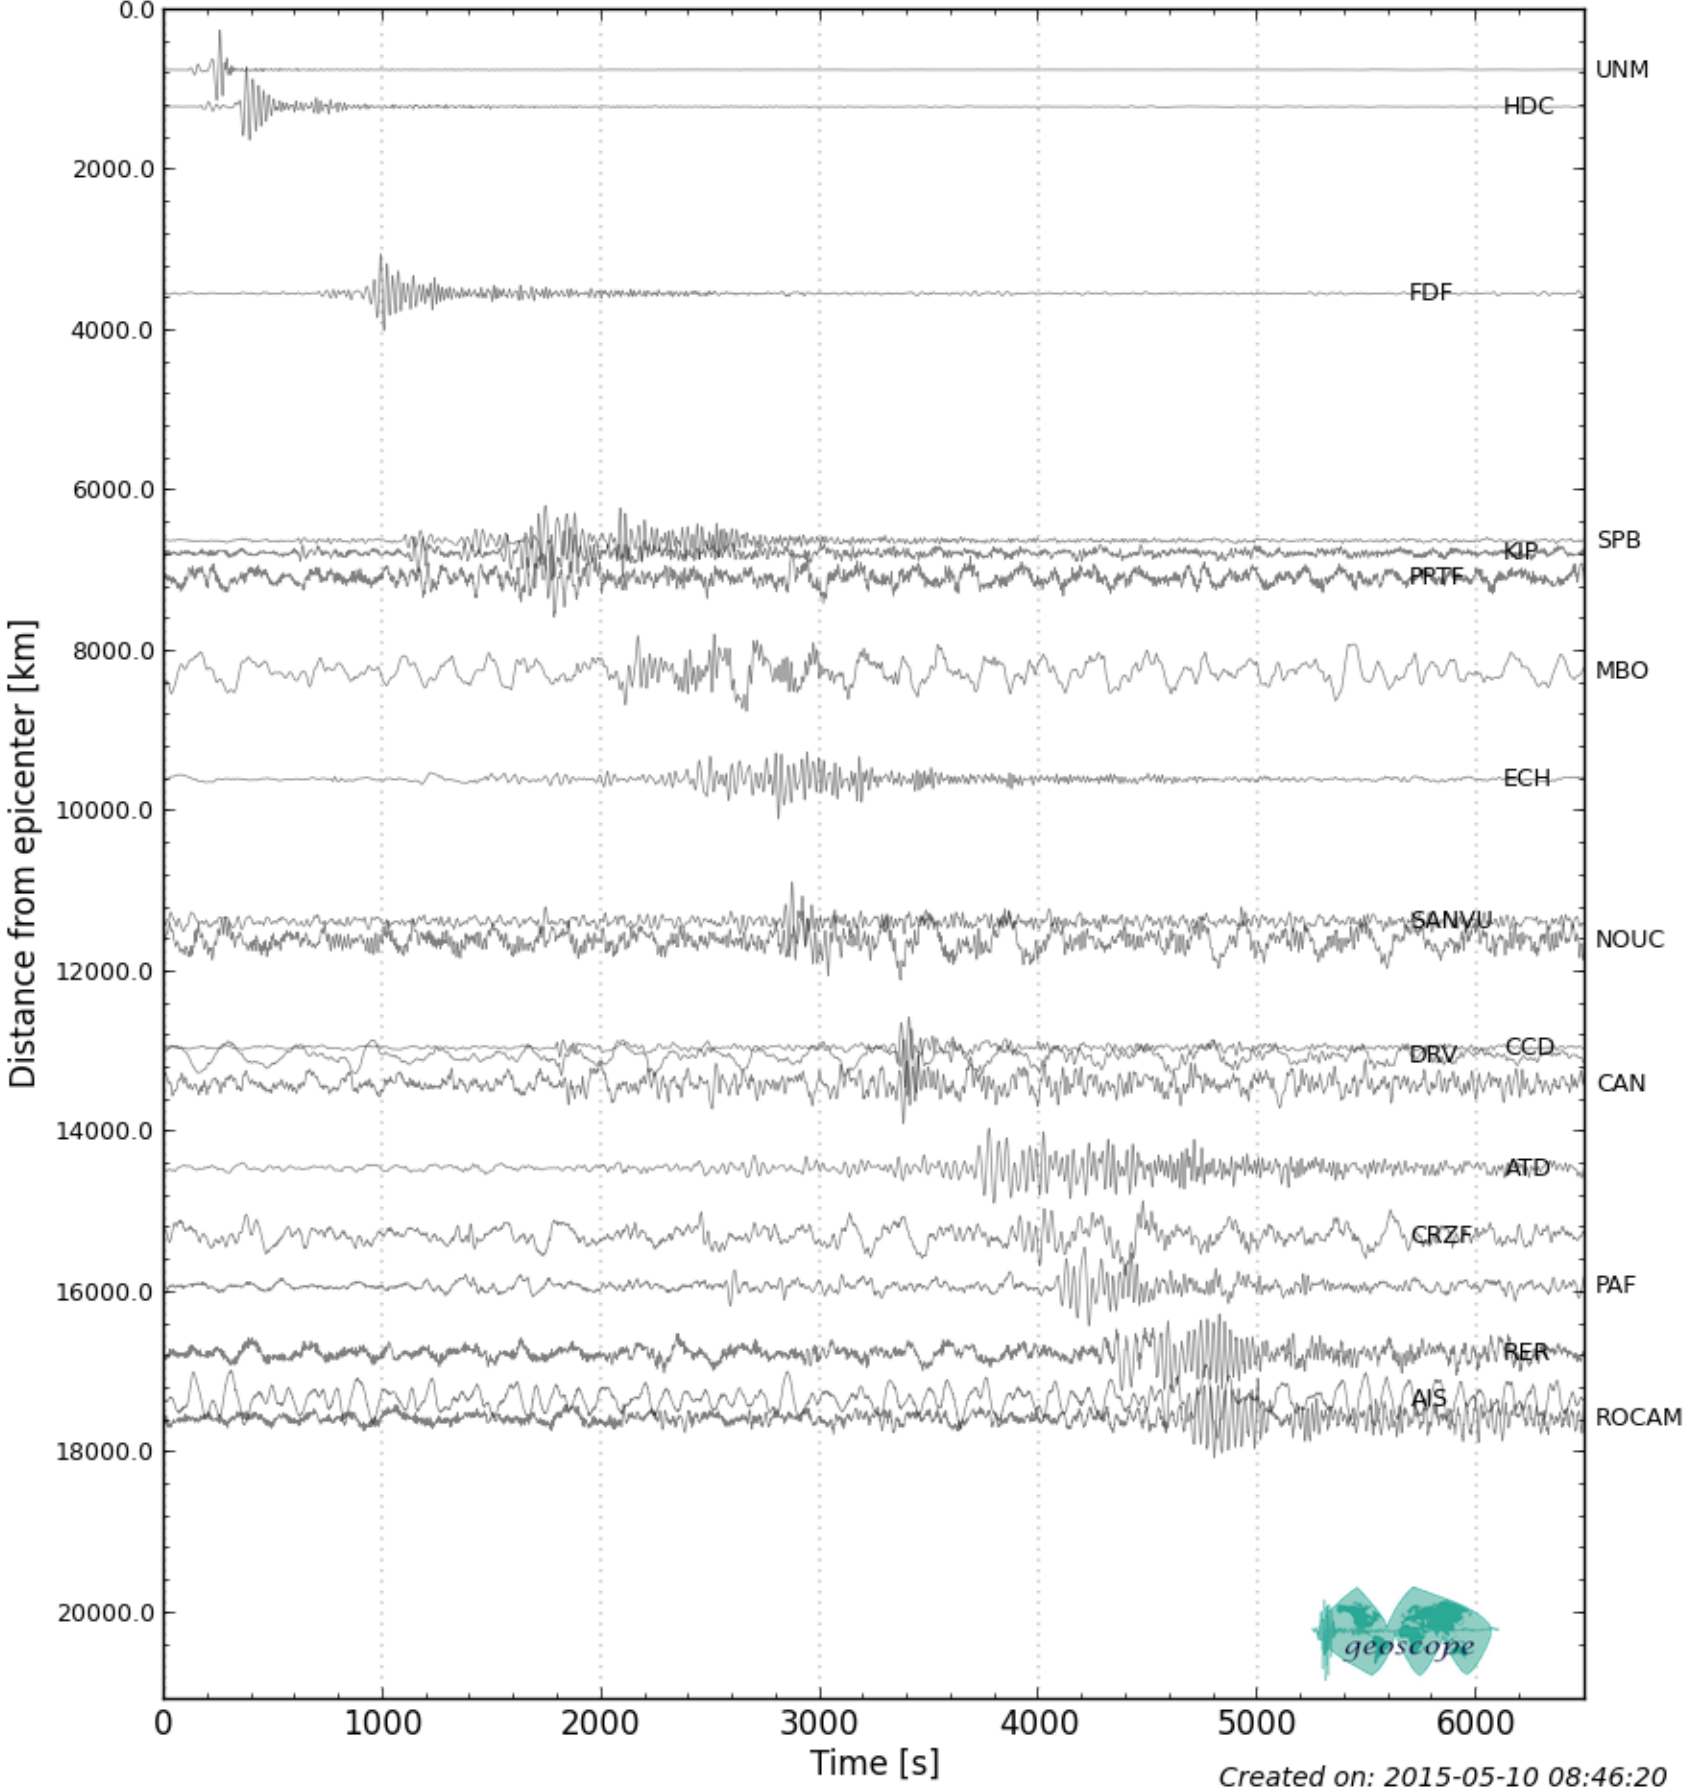 0.0
UNM
HDC
2000.0
FDF
4000.0
6000.0
SPB
KIP
PPTF
8000.0
MBO
ECH
10000.0
SANVU
NOUC
12000.0
CCD
DRV
CAN
14000.0
ATD
CRZF
PAF
16000.0
RER
AIS
ROCAM
18000.0
20000.0
Distance from epicenter [km]
geoscope
0 1000 2000 3000 4000 5000 6000
Time [s]
Created on: 2015-05-10 08:46:20